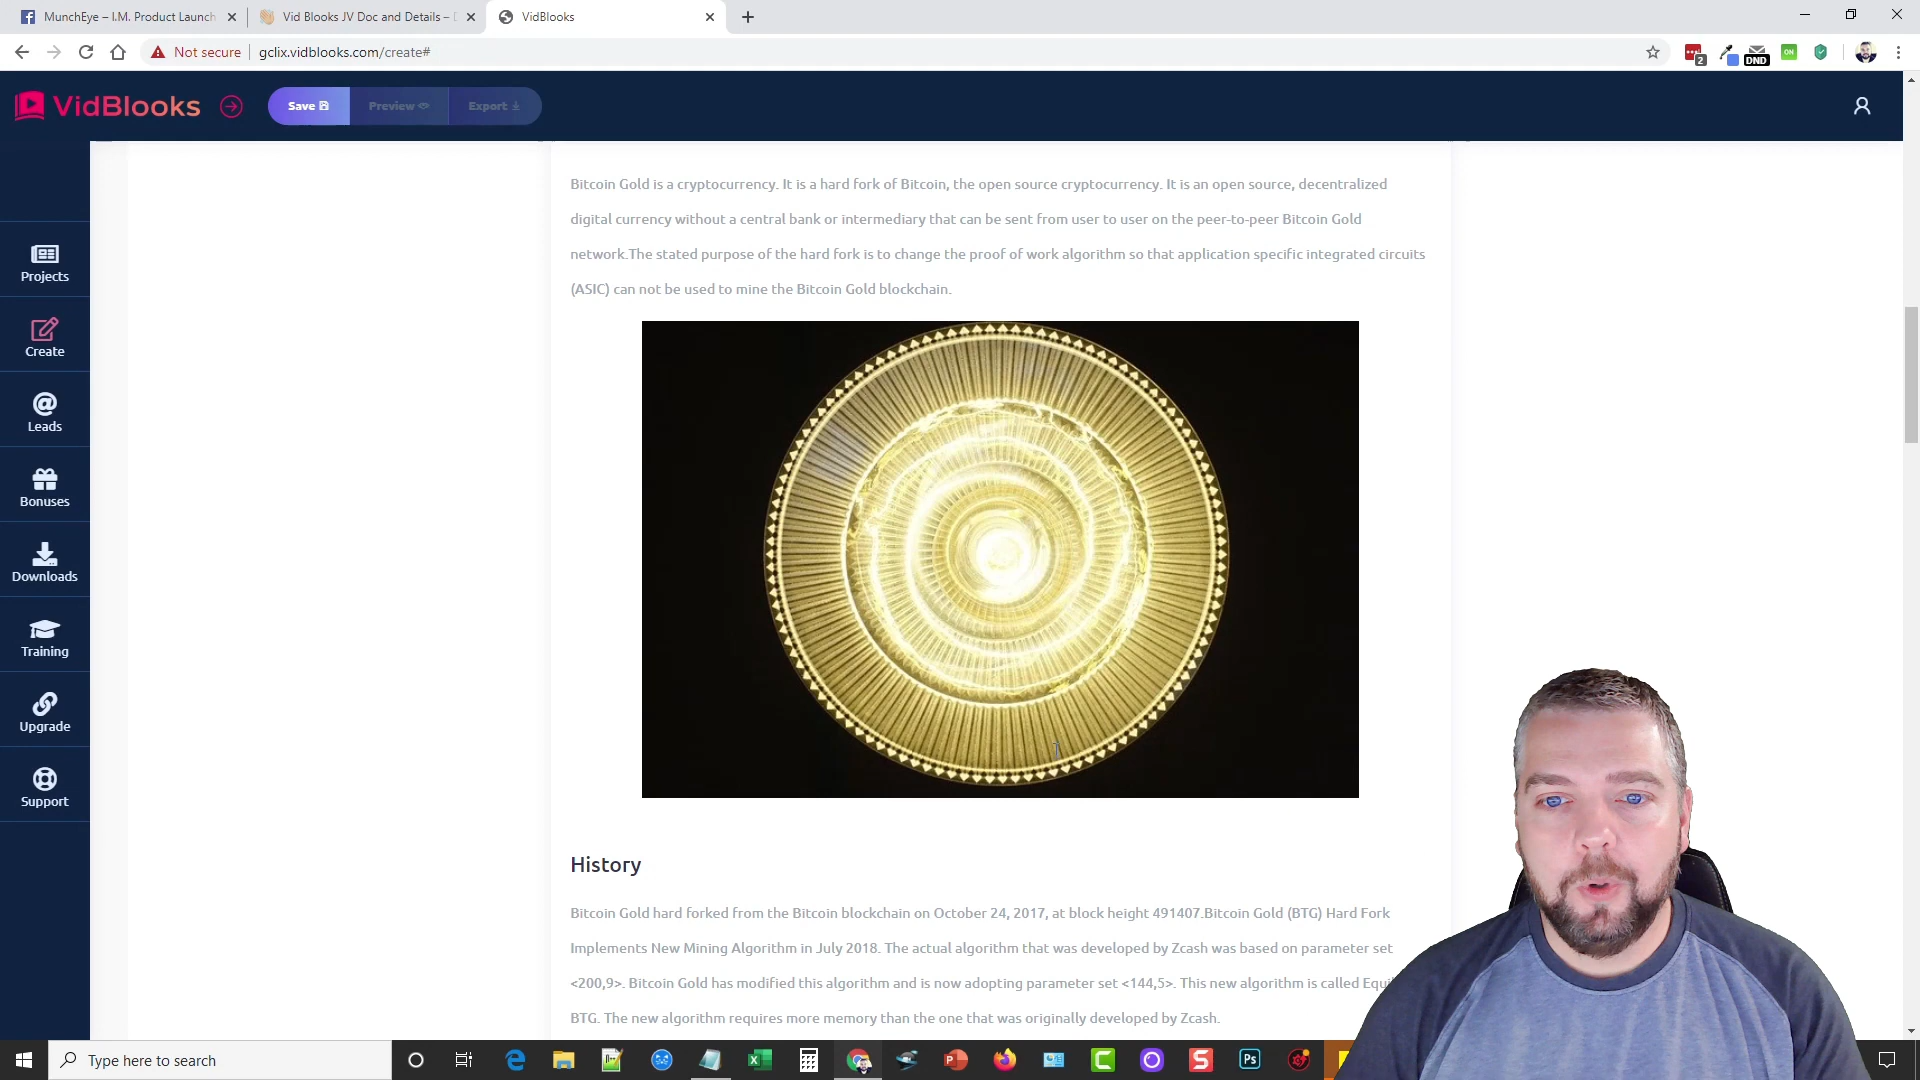 MunchEye – I.M. Product Launch
Vid Blooks JV Doc and Details –
VidBlooks
Not secure
gclix.vidblooks.com/create#
2
DND
ON
VidBlooks
Save
Preview
Export
Projects
Create
Leads
Bonuses
Downloads
Training
Upgrade
Support
Bitcoin Gold is a cryptocurrency. It is a hard fork of Bitcoin, the open source cryptocurrency. It is an open source, decentralized
digital currency without a central bank or intermediary that can be sent from user to user on the peer-to-peer Bitcoin Gold
network.The stated purpose of the hard fork is to change the proof of work algorithm so that application specific integrated circuits
(ASIC) can not be used to mine the Bitcoin Gold blockchain.
History
Bitcoin Gold hard forked from the Bitcoin blockchain on October 24, 2017, at block height 491407.Bitcoin Gold (BTG) Hard Fork
Implements New Mining Algorithm in July 2018. The actual algorithm that was developed by Zcash was based on parameter set
<200,9>. Bitcoin Gold has modified this algorithm and is now adopting parameter set <144,5>. This new algorithm is called
BTG. The new algorithm requires more memory than the one that was originally developed by Zcash.
Type here to search
Ps